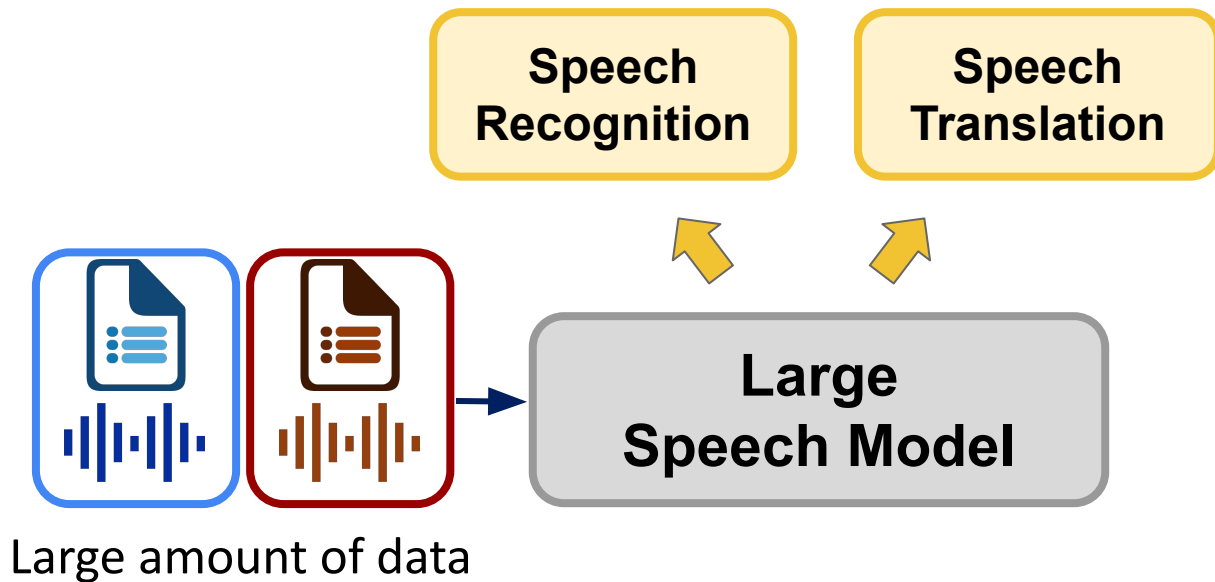 Speech
Recognition
Speech
Translation
Large
Speech Model
Large amount of data